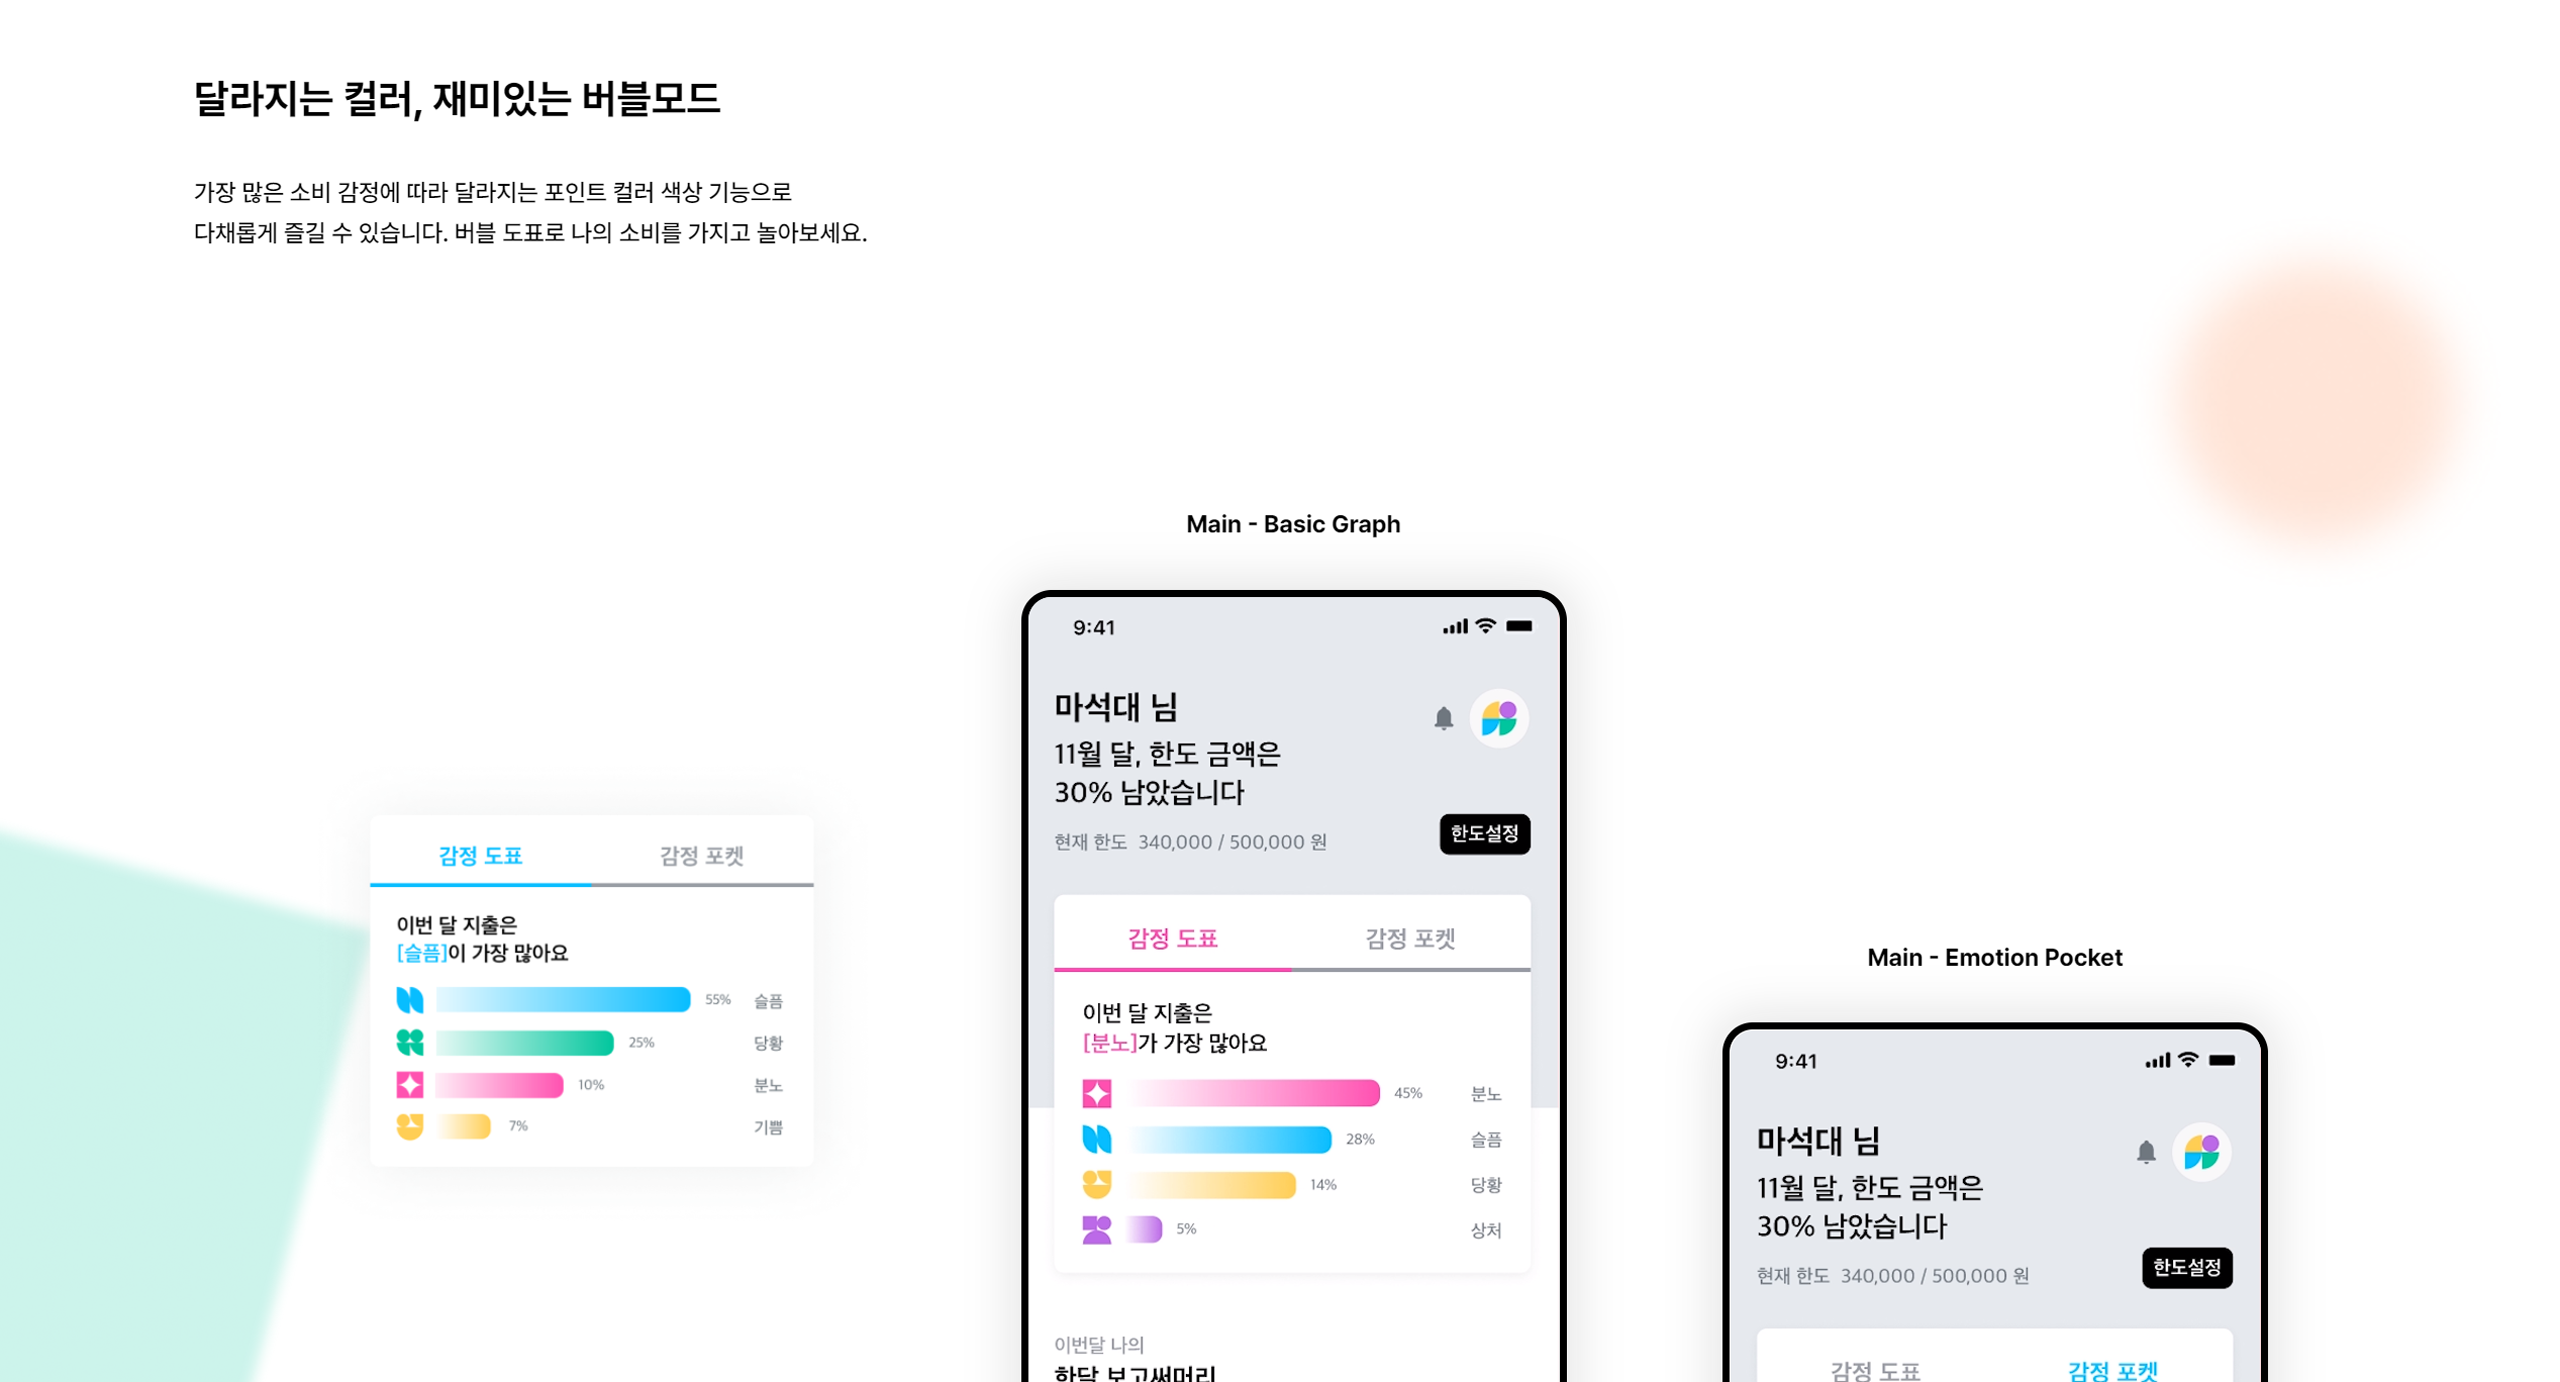 달라지는 컬러, 재미있는 버블모드
가장 많은 소비 감정에 따라 달라지는 포인트 컬러 색상 기능으로
다채롭게 즐길 수 있습니다. 버블 도표로 나의 소비를 가지고 놀아보세요.
감정 도표 감정 포켓
이번 달 지출은
[슬픔]이 가장 많아요
55% 슬픔
25% 당황
10% 분노
7% 기쁨
Main - Basic Graph
9:41
마석대 님
11월 달, 한도 금액은
30% 남았습니다
현재 한도 340,000 / 500,000 원
한도설정
감정 도표 감정 포켓
이번 달 지출은
[분노]가 가장 많아요
45% 분노
28% 슬픔
14% 당황
5% 상처
이번달 나의
한달 보고써머리
Main - Emotion Pocket
9:41
마석대 님
11월 달, 한도 금액은
30% 남았습니다
현재 한도 340,000 / 500,000 원
한도설정
감정 도표 감정 포켓